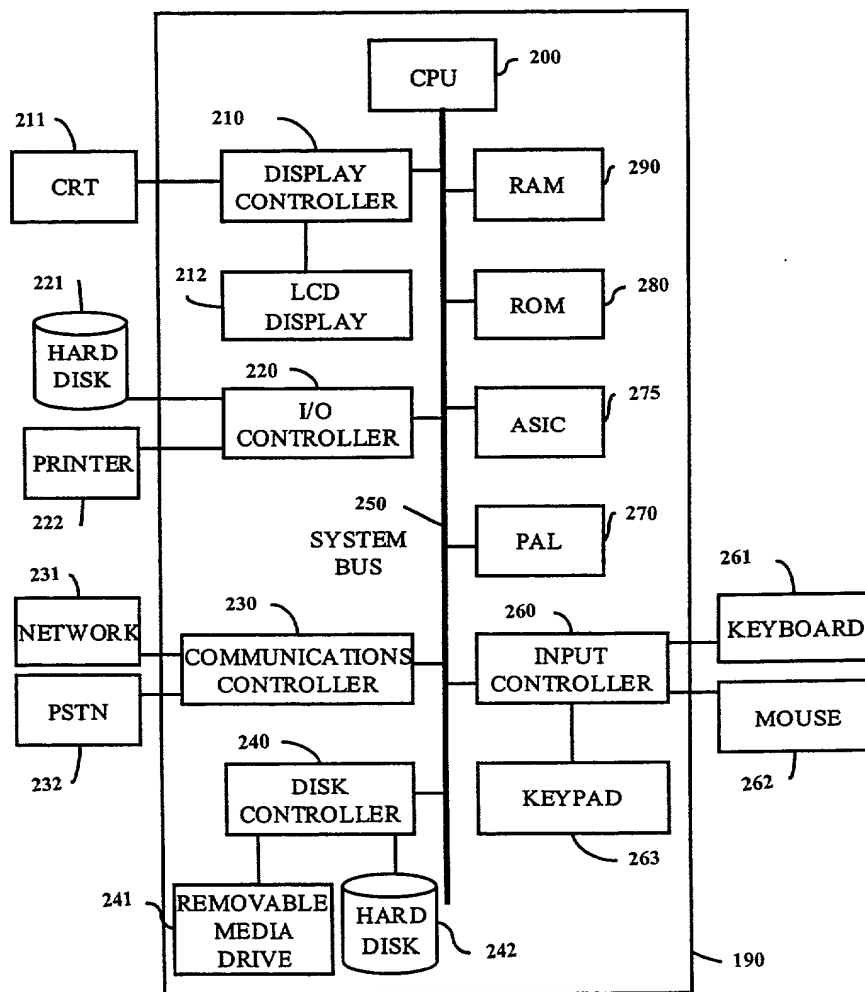 200
CPU
211
210
CRT
DISPLAY
CONTROLLER
RAM
290
212
LCD
DISPLAY
ROM
280
221
HARD
DISK
220
I/O
CONTROLLER
ASIC
275
PRINTER
222
250
SYSTEM
BUS
PAL
270
231
NETWORK
230
COMMUNICATIONS
CONTROLLER
260
INPUT
CONTROLLER
261
KEYBOARD
PSTN
232
MOUSE
262
240
DISK
CONTROLLER
KEYPAD
263
241
REMOVABLE
MEDIA
DRIVE
HARD
DISK
242
190